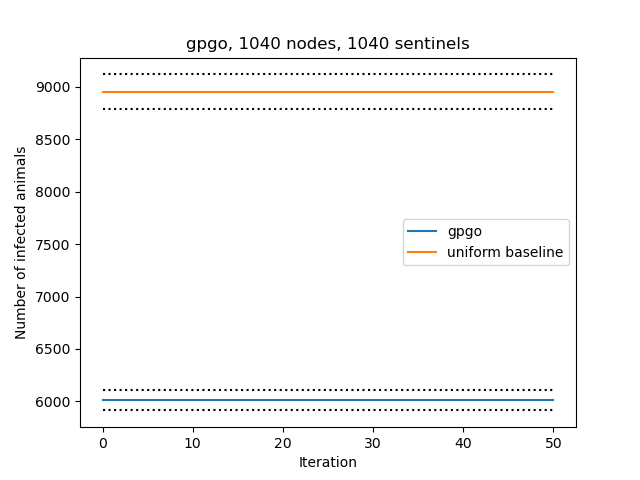 gpgo, 1040 nodes, 1040 sentinels
Number of infected animals
9000
8500
8000
7500
7000
6500
6000
gpgo
uniform baseline
0 10 20 30 40 50
Iteration